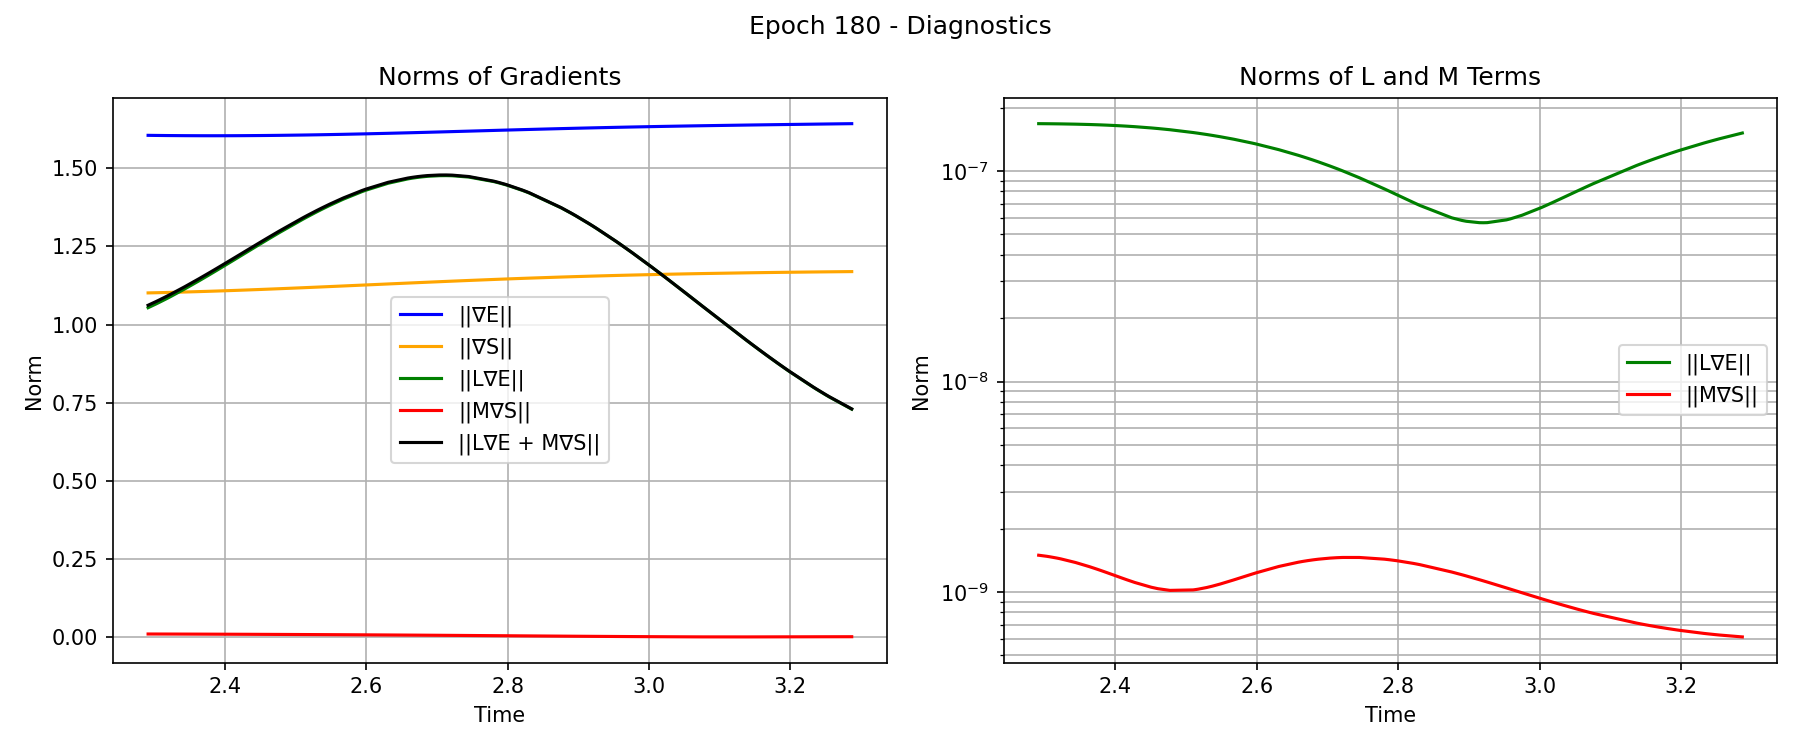 Epoch 180 - Diagnostics
Norms of Gradients
Norm
1.50
1.25
1.00
0.75
0.50
0.25
0.00
||∇E||
||∇S||
||L∇E||
||M∇S||
||L∇E + M∇S||
2.4 2.6 2.8 3.0 3.2
Time
Norms of L and M Terms
Norm
10⁻⁷
10⁻⁸
10⁻⁹
||L∇E||
||M∇S||
2.4 2.6 2.8 3.0 3.2
Time